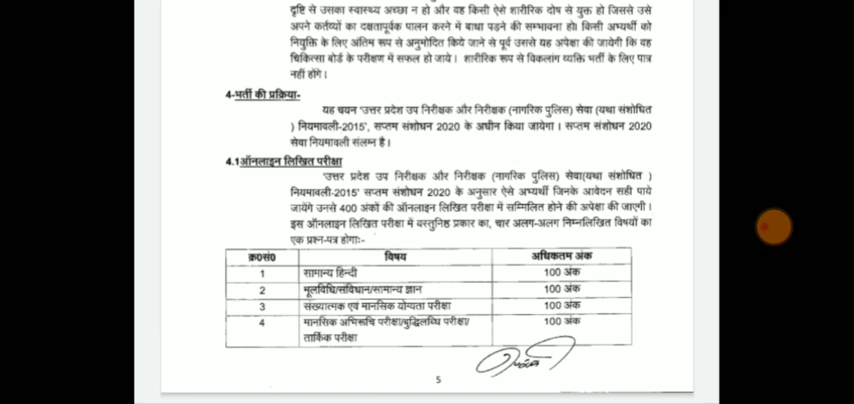 दृष्टि से उसका स्वास्थ्य अच्छा न हो और वह किसी ऐसे शारीरिक दोष से युक्त हो जिससे उसे
अपने कर्तव्यों का दक्षतापूर्वक पालन करने में बाधा पड़ने की सम्भावना हो। किसी अभ्यर्थी को
नियुक्ति के लिए अंतिम रूप से अनुमोदित किये जाने से पूर्व उससे यह अपेक्षा की जायेगी कि वह
चिकित्सा बोर्ड के परीक्षण में सफल हो जाये। शारीरिक रूप से विकलांग व्यक्ति भर्ती के लिए पात्र
नहीं होंगे।
4-भर्ती की प्रक्रिया-
यह चयन 'उत्तर प्रदेश उप निरीक्षक और निरीक्षक (नागरिक पुलिस) सेवा (यथा संशोधित
) नियमावली-2015', सप्तम संशोधन 2020 के अधीन किया जायेगा। सप्तम संशोधन 2020
सेवा नियमावली संलग्न है।
4.1ऑनलाइन लिखित परीक्षा
'उत्तर प्रदेश उप निरीक्षक और निरीक्षक (नागरिक पुलिस) सेवा(यथा संशोधित )
नियमावली-2015' सप्तम संशोधन 2020 के अनुसार ऐसे अभ्यर्थी जिनके आवेदन सही पाये
जायेंगे उनसे 400 अंकों की ऑनलाइन लिखित परीक्षा में सम्मिलित होने की अपेक्षा की जाएगी।
इस ऑनलाइन लिखित परीक्षा में वस्तुनिष्ठ प्रकार का, चार अलग-अलग निम्नलिखित विषयों का
एक प्रश्न-पत्र होगाः-
क्र0सं0 विषय अधिकतम अंक
1 सामान्य हिन्दी 100 अंक
2 मूलविधि/संविधान/सामान्य ज्ञान 100 अंक
3 संख्यात्मक एवं मानसिक योग्यता परीक्षा 100 अंक
4 मानसिक अभिरूचि परीक्षा/बुद्धिलब्धि परीक्षा/ 100 अंक
तार्किक परीक्षा
5